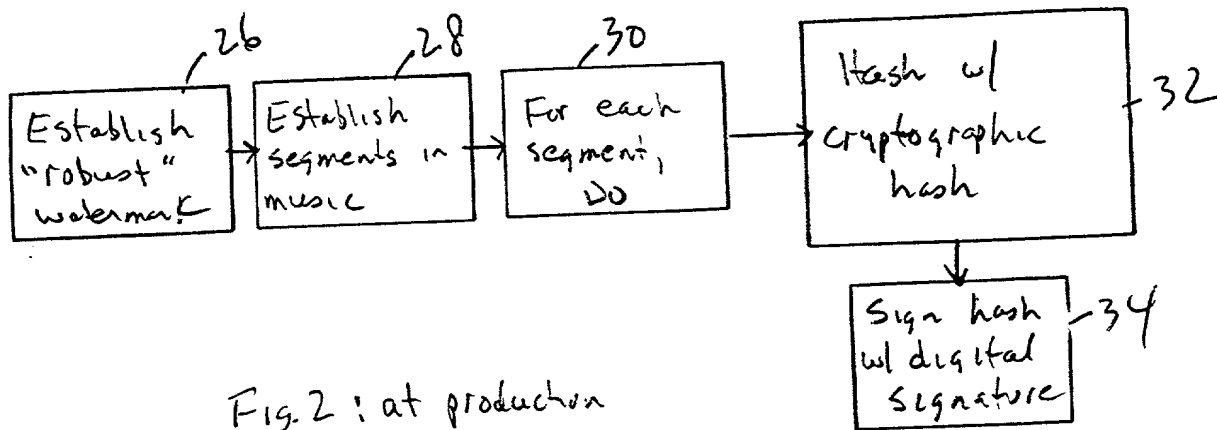 26
Establish
"robust"
watermark
28
Establish
segments in
music
30
For each
segment,
DO
Hash w/
cryptographic
hash
32
Sign hash
w/ digital
signature
34
Fig. 2 : at production